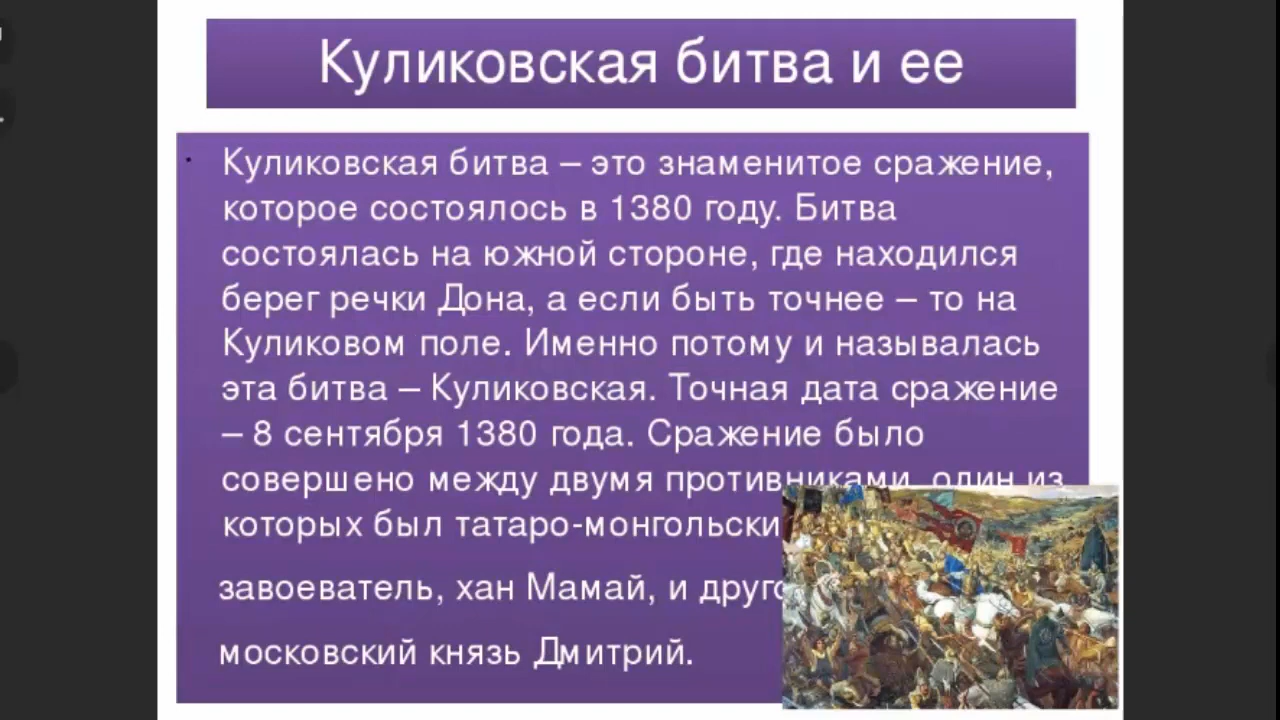 Куликовская битва и ее
Куликовская битва – это знаменитое сражение,
которое состоялось в 1380 году. Битва
состоялась на южной стороне, где находился
берег речки Дона, а если быть точнее – то на
Куликовом поле. Именно потому и называлась
эта битва – Куликовская. Точная дата сражение
– 8 сентября 1380 года. Сражение было
совершено между двумя противниками, один из
которых был татаро-монгольски
завоеватель, хан Мамай, и друго
московский князь Дмитрий.